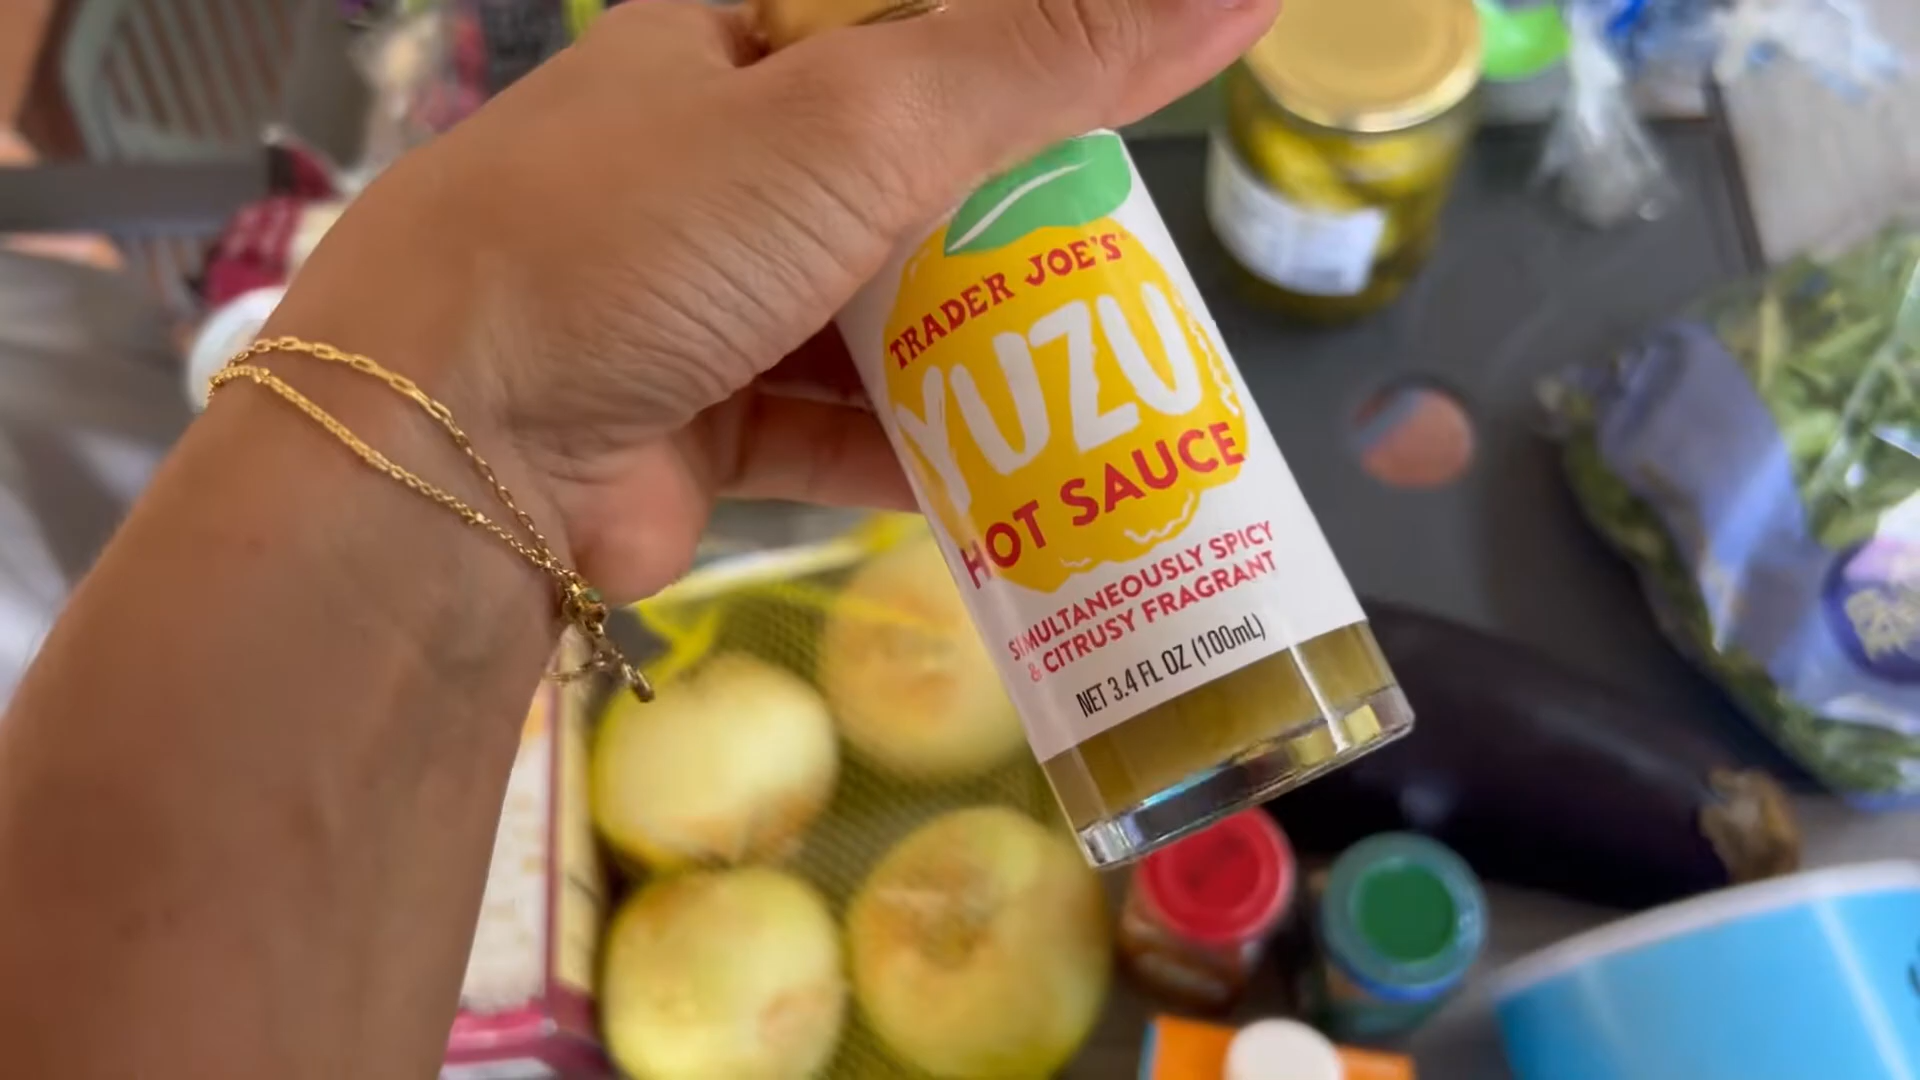 TRADER JOE'S
YUZU
HOT SAUCE
SIMULTANEOUSLY SPICY
& CITRUSY FRAGRANT
NET 3.4 FL OZ (100mL)